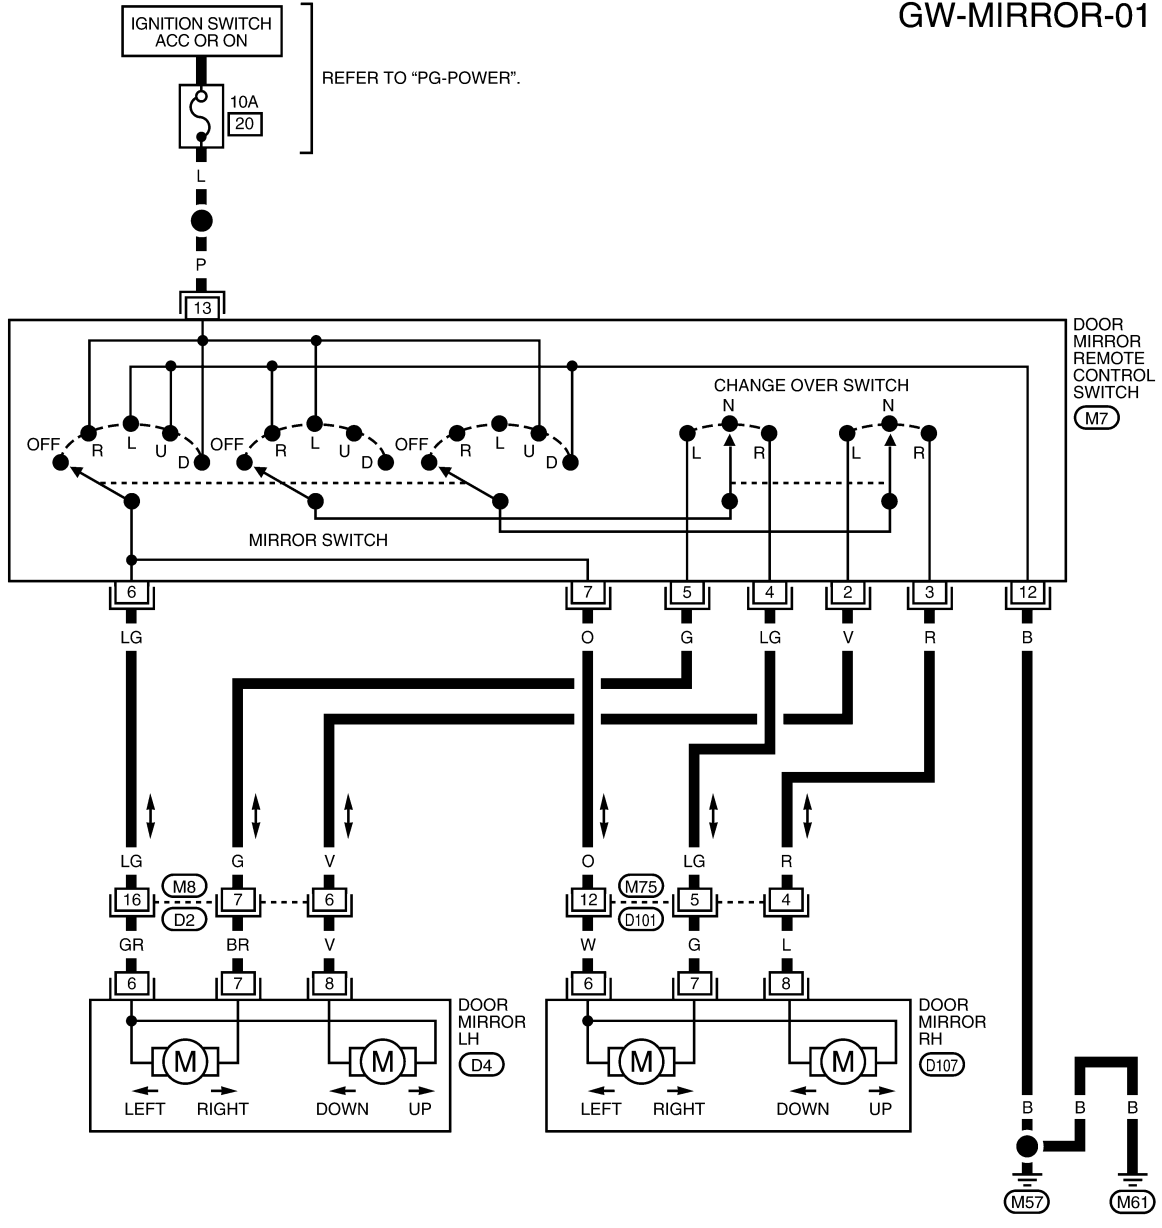 GW-MIRROR-01
IGNITION SWITCH
ACC OR ON
REFER TO “PG-POWER”.
10A
20
L
P
13
DOOR
MIRROR
REMOTE
CONTROL
SWITCH
M7
CHANGE OVER SWITCH
OFF R L U D
OFF R L U D
OFF R L U D
L N R
L N R
MIRROR SWITCH
6 7 5 4 2 3 12
LG O G LG V R B
LG G V O LG R
M8 M75
16 7 6 12 5 4
D2 D101
GR BR V W G L
6 7 8 6 7 8
DOOR
MIRROR
LH
D4
DOOR
MIRROR
RH
D107
M M M M
LEFT RIGHT DOWN UP
LEFT RIGHT DOWN UP
B B B
M57 M61